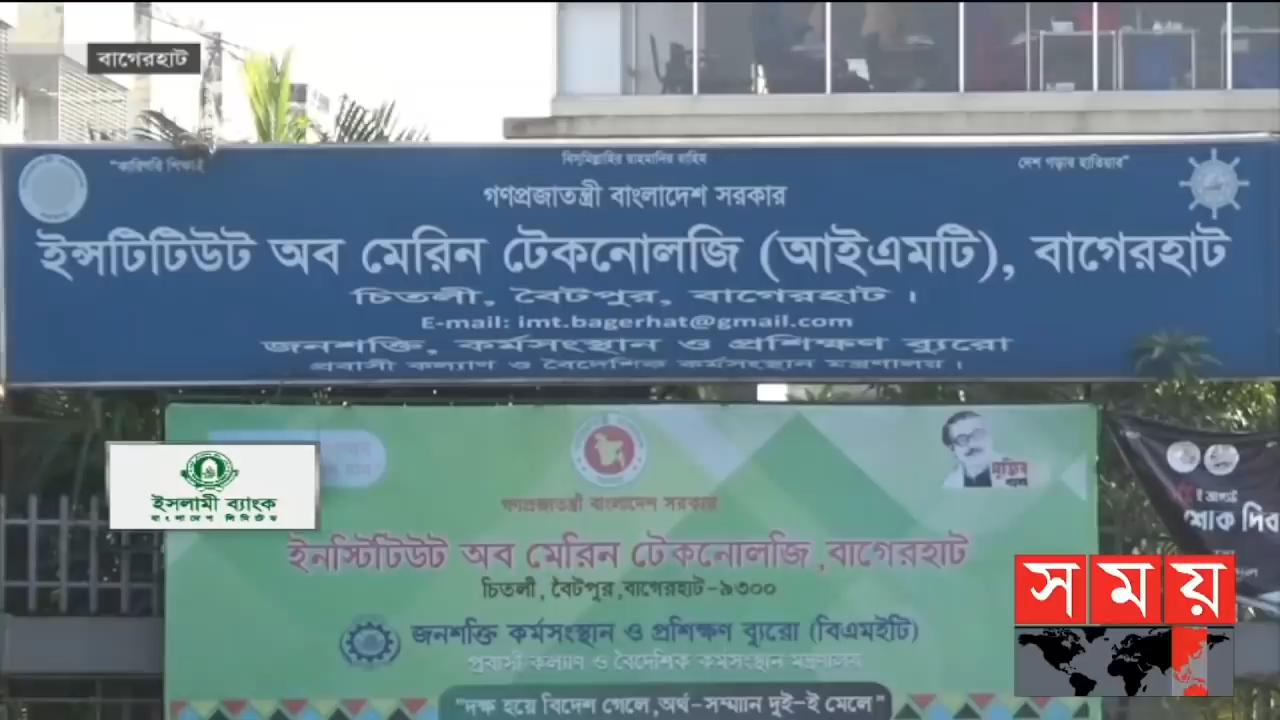 বাগেরহাট
"কারিগরি শিক্ষাই
বিস্‌মিল্লাহির রাহমানির রাহিম
দেশ গড়ার হাতিয়ার"
গণপ্রজাতন্ত্রী বাংলাদেশ সরকার
ইন্সটিটিউট অব মেরিন টেকনোলজি (আইএমটি), বাগেরহাট
চিতলী, বৈটপুর, বাগেরহাট ।
E-mail: imt.bagerhat@gmail.com
জনশক্তি, কর্মসংস্থান ও প্রশিক্ষণ ব্যুরো
প্রবাসী কল্যাণ ও বৈদেশিক কর্মসংস্থান মন্ত্রণালয় ।
ইসলামী ব্যাংক
বাংলাদেশ লিমিটেড
মুজিব
গণপ্রজাতন্ত্রী বাংলাদেশ সরকার
ইনস্টিটিউট অব মেরিন টেকনোলজি,বাগেরহাট
চিতলী, বৈটপুর,বাগেরহাট-৯৩০০
জনশক্তি কর্মসংস্থান ও প্রশিক্ষণ ব্যুরো (বিএমইটি)
প্রবাসী কল্যাণ ও বৈদেশিক কর্মসংস্থান মন্ত্রণালয়
"দক্ষ হয়ে বিদেশ গেলে,অর্থ-সম্মান দুই-ই মেলে"
শোক দিব
সময়